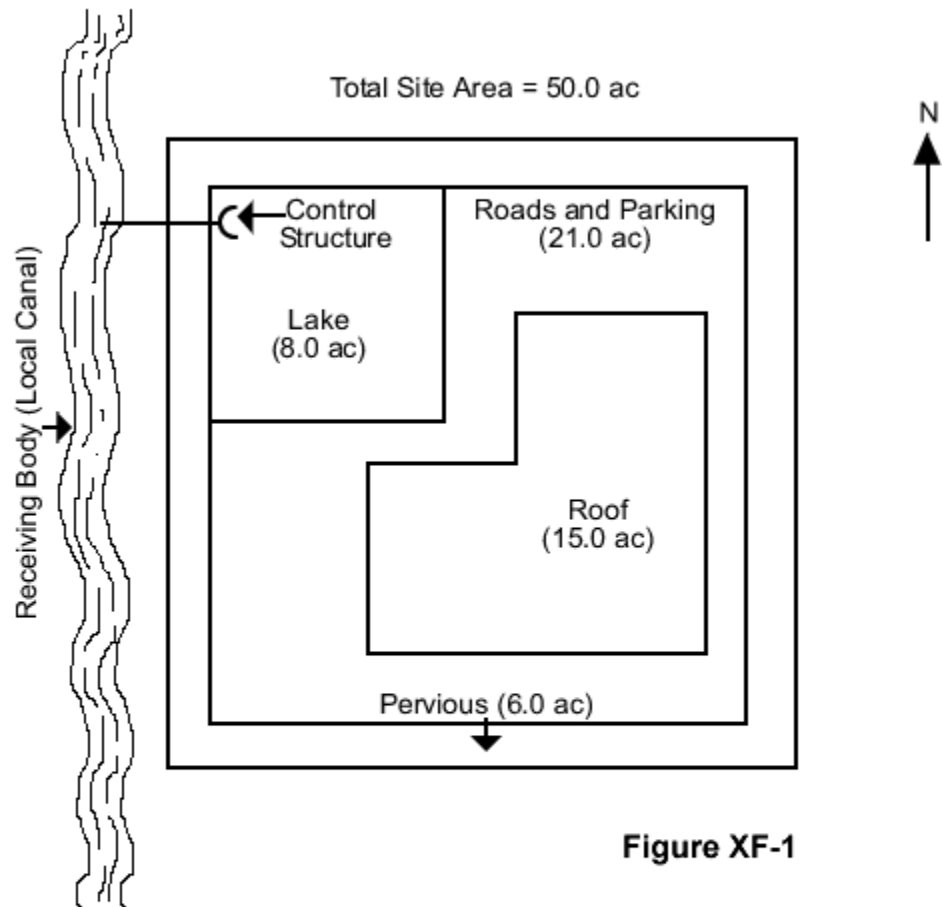 Total Site Area = 50.0 ac
N
Control
Structure
Roads and Parking
(21.0 ac)
Lake
(8.0 ac)
Receiving Body (Local Canal)
Roof
(15.0 ac)
Pervious (6.0 ac)
Figure XF-1